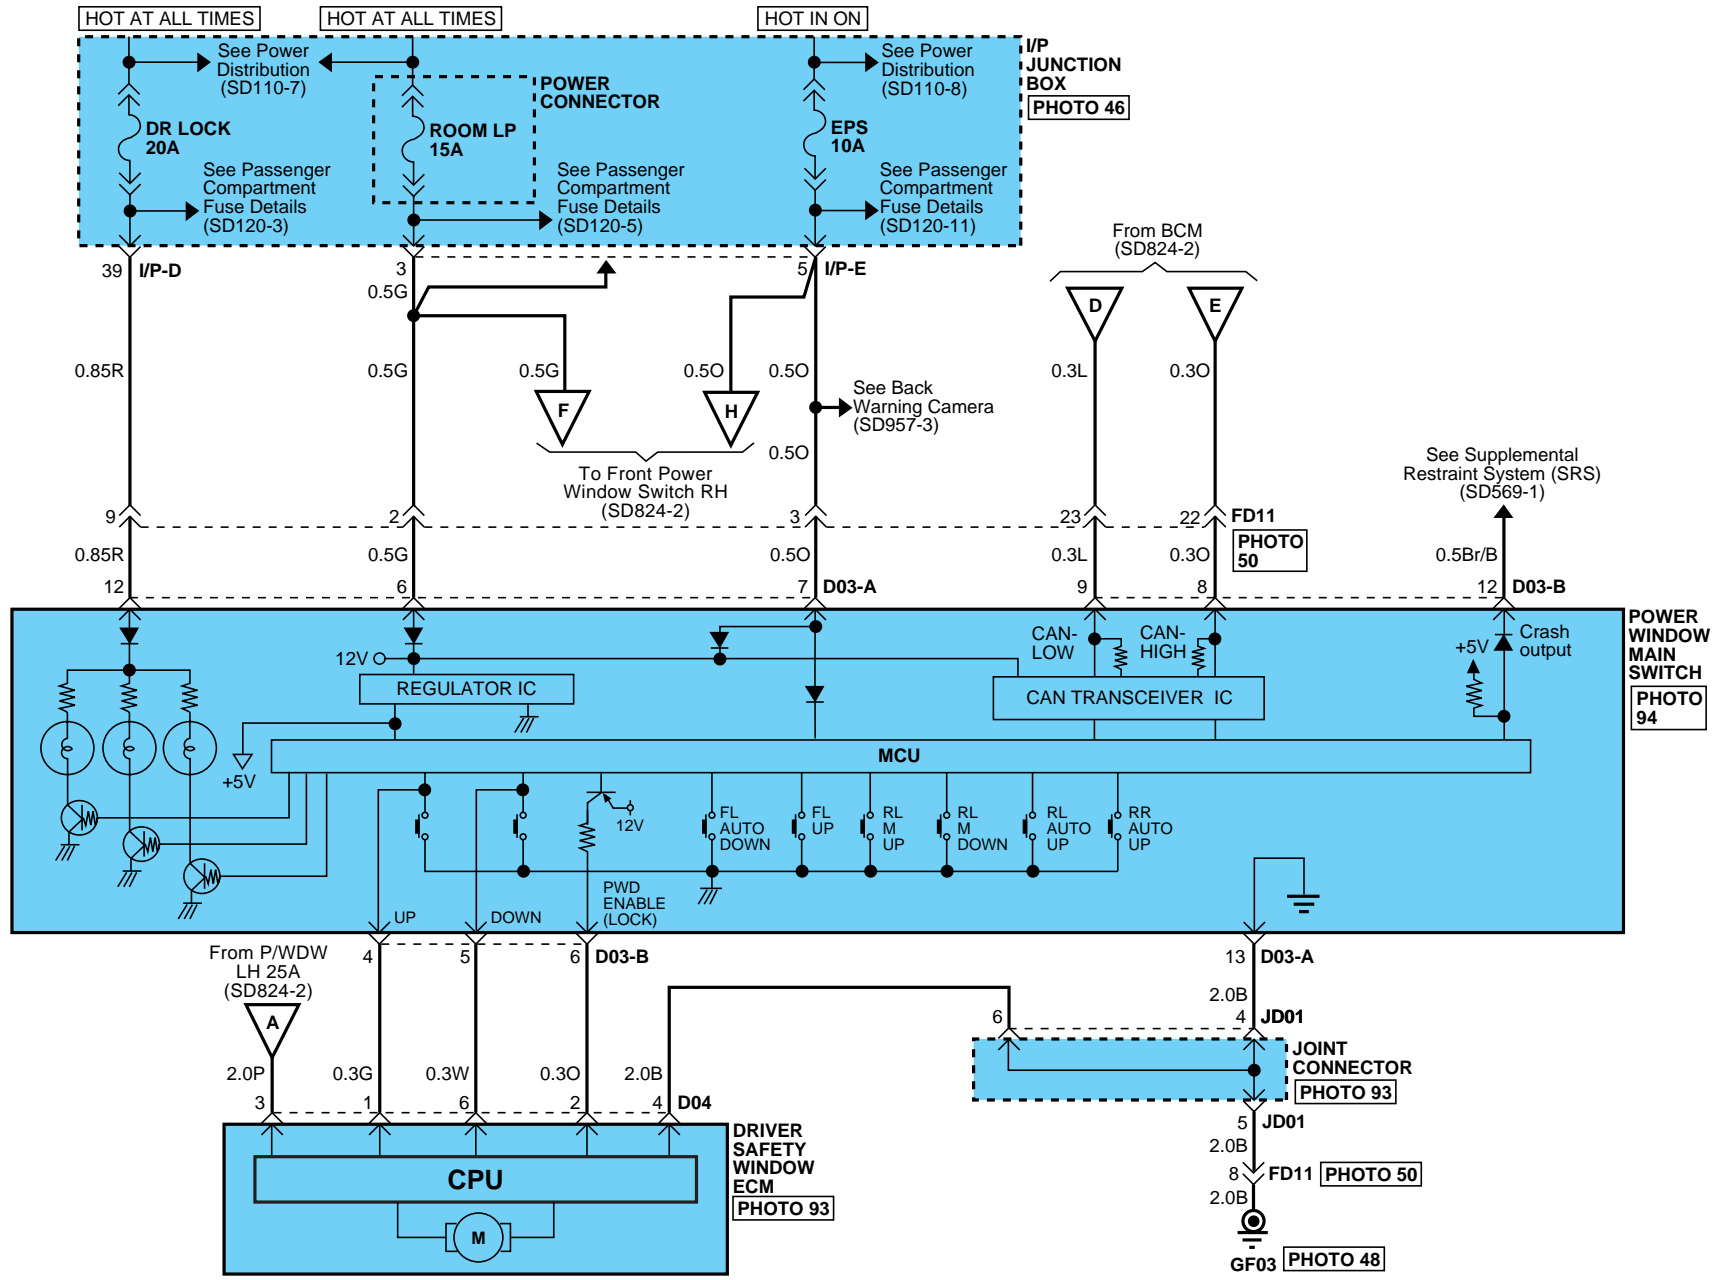 HOT AT ALL TIMES
HOT AT ALL TIMES
HOT IN ON
See Power
Distribution
(SD110-7)
See Power
Distribution
(SD110-8)
I/P
JUNCTION
BOX
PHOTO 46
POWER
CONNECTOR
DR LOCK
20A
ROOM LP
15A
EPS
10A
See Passenger
Compartment
Fuse Details
(SD120-3)
See Passenger
Compartment
Fuse Details
(SD120-5)
See Passenger
Compartment
Fuse Details
(SD120-11)
From BCM
(SD824-2)
39 I/P-D
3
5 I/P-E
0.5G
D
E
0.85R
0.5G
0.5G
0.5O
0.5O
0.3L
0.3O
F
H
See Back
Warning Camera
(SD957-3)
0.5O
To Front Power
Window Switch RH
(SD824-2)
See Supplemental
Restraint System (SRS)
(SD569-1)
9
2
3
23
22
FD11
PHOTO
50
0.85R
0.5G
0.5O
0.3L
0.3O
0.5Br/B
12
6
7 D03-A
9
8
12 D03-B
POWER
WINDOW
MAIN
SWITCH
PHOTO
94
12V
CAN-
LOW
CAN-
HIGH
+5V
Crash
output
REGULATOR IC
CAN TRANSCEIVER IC
+5V
MCU
12V
FL
AUTO
DOWN
FL
UP
RL
M
UP
RL
M
DOWN
RL
AUTO
UP
RR
AUTO
UP
UP
DOWN
PWD
ENABLE
(LOCK)
From P/WDW
LH 25A
(SD824-2)
4
5
6 D03-B
13 D03-A
A
2.0B
6
4 JD01
JOINT
CONNECTOR
PHOTO 93
2.0P
0.3G
0.3W
0.3O
2.0B
3
1
6
2
4 D04
5 JD01
DRIVER
SAFETY
WINDOW
ECM
PHOTO 93
CPU
M
2.0B
8 FD11 PHOTO 50
2.0B
GF03 PHOTO 48